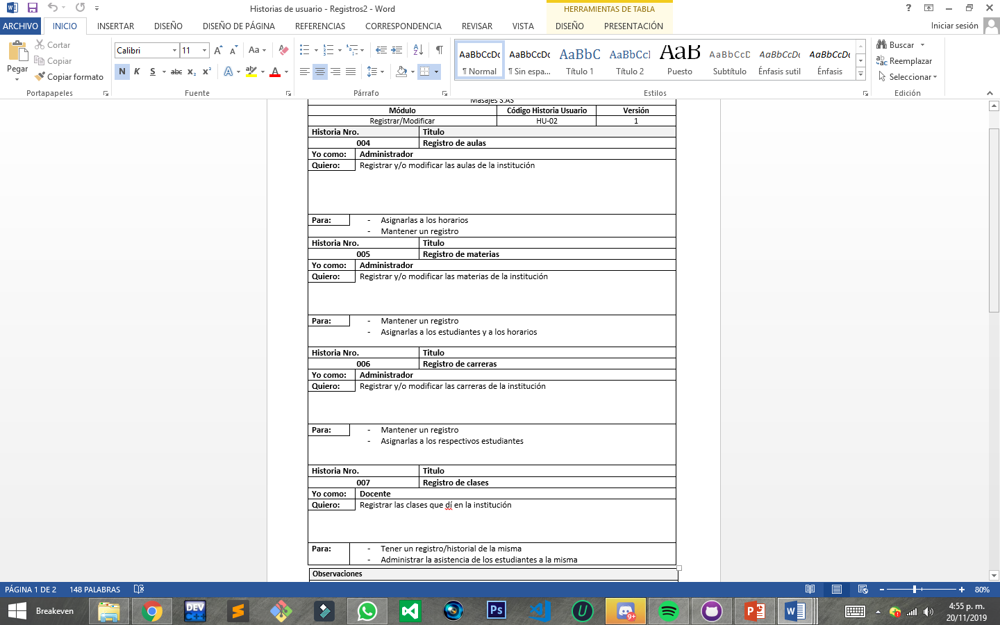 Historias de usuario - Registros2 - Word
HERRAMIENTAS DE TABLA
ARCHIVO INICIO INSERTAR DISEÑO DISEÑO DE PÁGINA REFERENCIAS CORRESPONDENCIA REVISAR VISTA DISEÑO PRESENTACIÓN
Iniciar sesión
Pegar
Cortar
Copiar
Copiar formato
Portapapeles
Calibri 11
N K S abc x₂ x²
Fuente
Párrafo
AaBbCcDc AaBbCcDc AaBbC AaBbCcI AaB AaBbCcD AaBbCcDc AaBbCcDc
¶ Normal ¶ Sin espa... Título 1 Título 2 Puesto Subtítulo Énfasis sutil Énfasis
Estilos
Buscar
Reemplazar
Seleccionar
Edición
Masajes S.AS
Módulo Código Historia Usuario Versión
Registrar/Modificar HU-02 1
Historia Nro. Titulo
004 Registro de aulas
Yo como: Administrador
Quiero: Registrar y/o modificar las aulas de la institución
Para: - Asignarlas a los horarios
- Mantener un registro
Historia Nro. Titulo
005 Registro de materias
Yo como: Administrador
Quiero: Registrar y/o modificar las materias de la institución
Para: - Mantener un registro
- Asignarlas a los estudiantes y a los horarios
Historia Nro. Titulo
006 Registro de carreras
Yo como: Administrador
Quiero: Registrar y/o modificar las carreras de la institución
Para: - Mantener un registro
- Asignarlas a los respectivos estudiantes
Historia Nro. Titulo
007 Registro de clases
Yo como: Docente
Quiero: Registrar las clases que dí en la institución
Para: - Tener un registro/historial de la misma
- Administrar la asistencia de los estudiantes a la misma
Observaciones
PÁGINA 1 DE 2 148 PALABRAS 80%
Breakeven
4:55 p. m.
20/11/2019